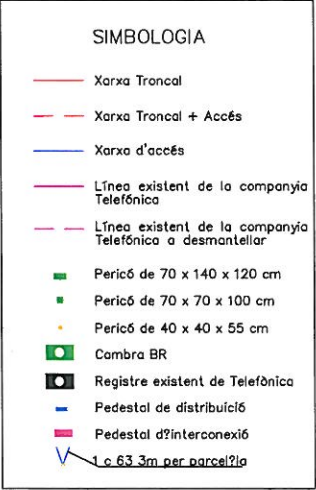 SIMBOLOGIA
Xarxa Troncal
Xarxa Troncal + Accés
Xarxa d'accés
Línea existent de la companyia
Telefónica
Línea existent de la companyia
Telefónica a desmantellar
Pericó de 70 x 140 x 120 cm
Pericó de 70 x 70 x 100 cm
Pericó de 40 x 40 x 55 cm
Cambra BR
Registre existent de Telefònica
Pedestal de distribuició
Pedestal d?interconexió
1 c 63 3m per parcel?la